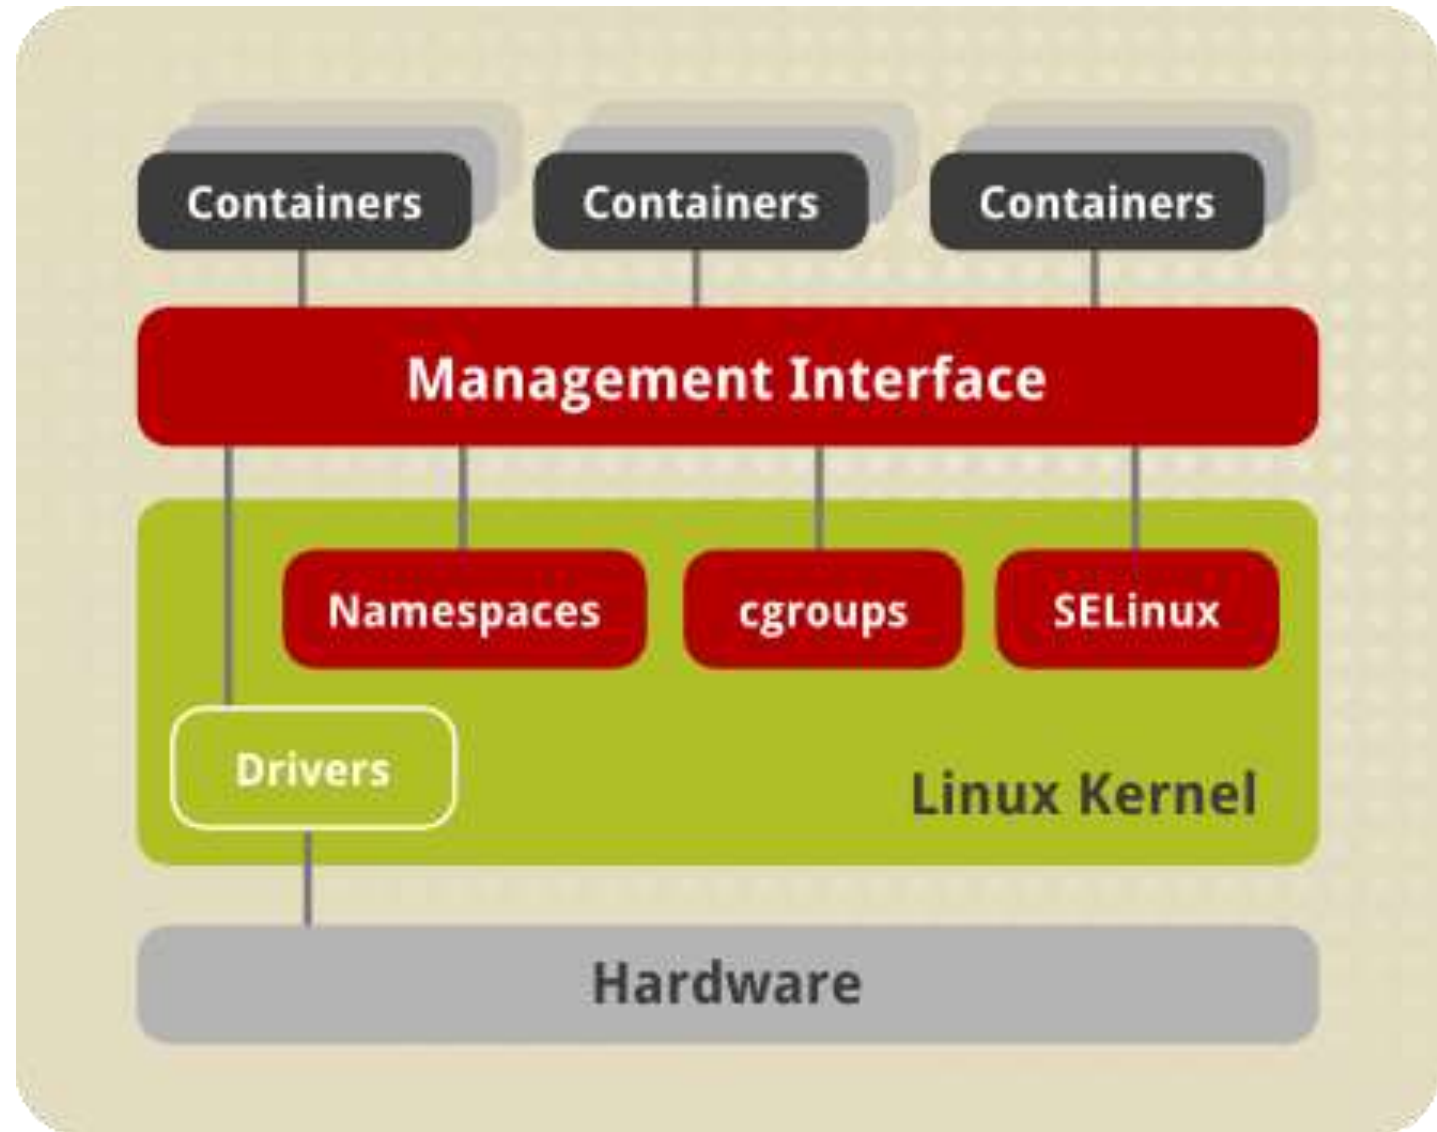 Containers
Containers
Containers
Management Interface
Namespaces
cgroups
SELinux
Drivers
Linux Kernel
Hardware